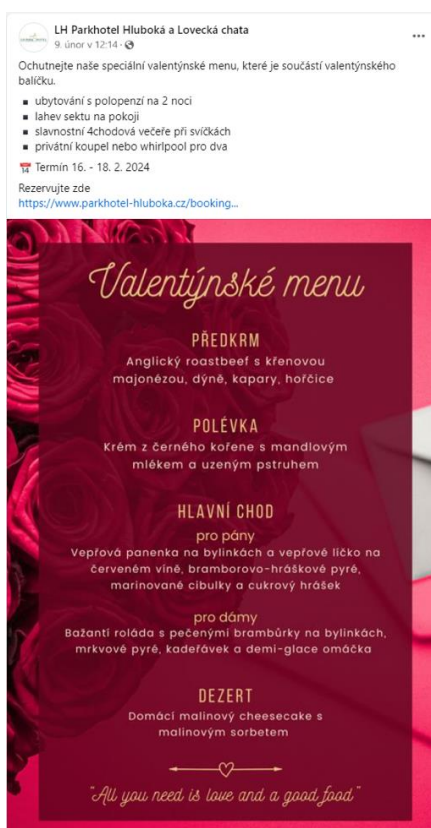 LH Parkhotel Hluboká a Lovecká chata
9. únor v 12:14 ·
Ochutnejte naše speciální valentýnské menu, které je součástí valentýnského
balíčku.
▪ ubytování s polopenzí na 2 noci
▪ lahev sektu na pokoji
▪ slavnostní 4chodová večeře při svíčkách
▪ privátní koupel nebo whirlpool pro dva
Termín 16. - 18. 2. 2024
Rezervujte zde
https://www.parkhotel-hluboka.cz/booking...
Valentýnské menu
PŘEDKRM
Anglický roastbeef s křenovou
majonézou, dýně, kapary, hořčice
POLÉVKA
Krém z černého kořene s mandlovým
mlékem a uzeným pstruhem
HLAVNÍ CHOD
pro pány
Vepřová panenka na bylinkách a vepřové líčko na
červeném víně, bramborovo-hráškové pyré,
marinované cibulky a cukrový hrášek
pro dámy
Bažantí roláda s pečenými brambůrky na bylinkách,
mrkvové pyré, kadeřávek a demi-glace omáčka
DEZERT
Domácí malinový cheesecake s
malinovým sorbetem
"All you need is love and a good food"